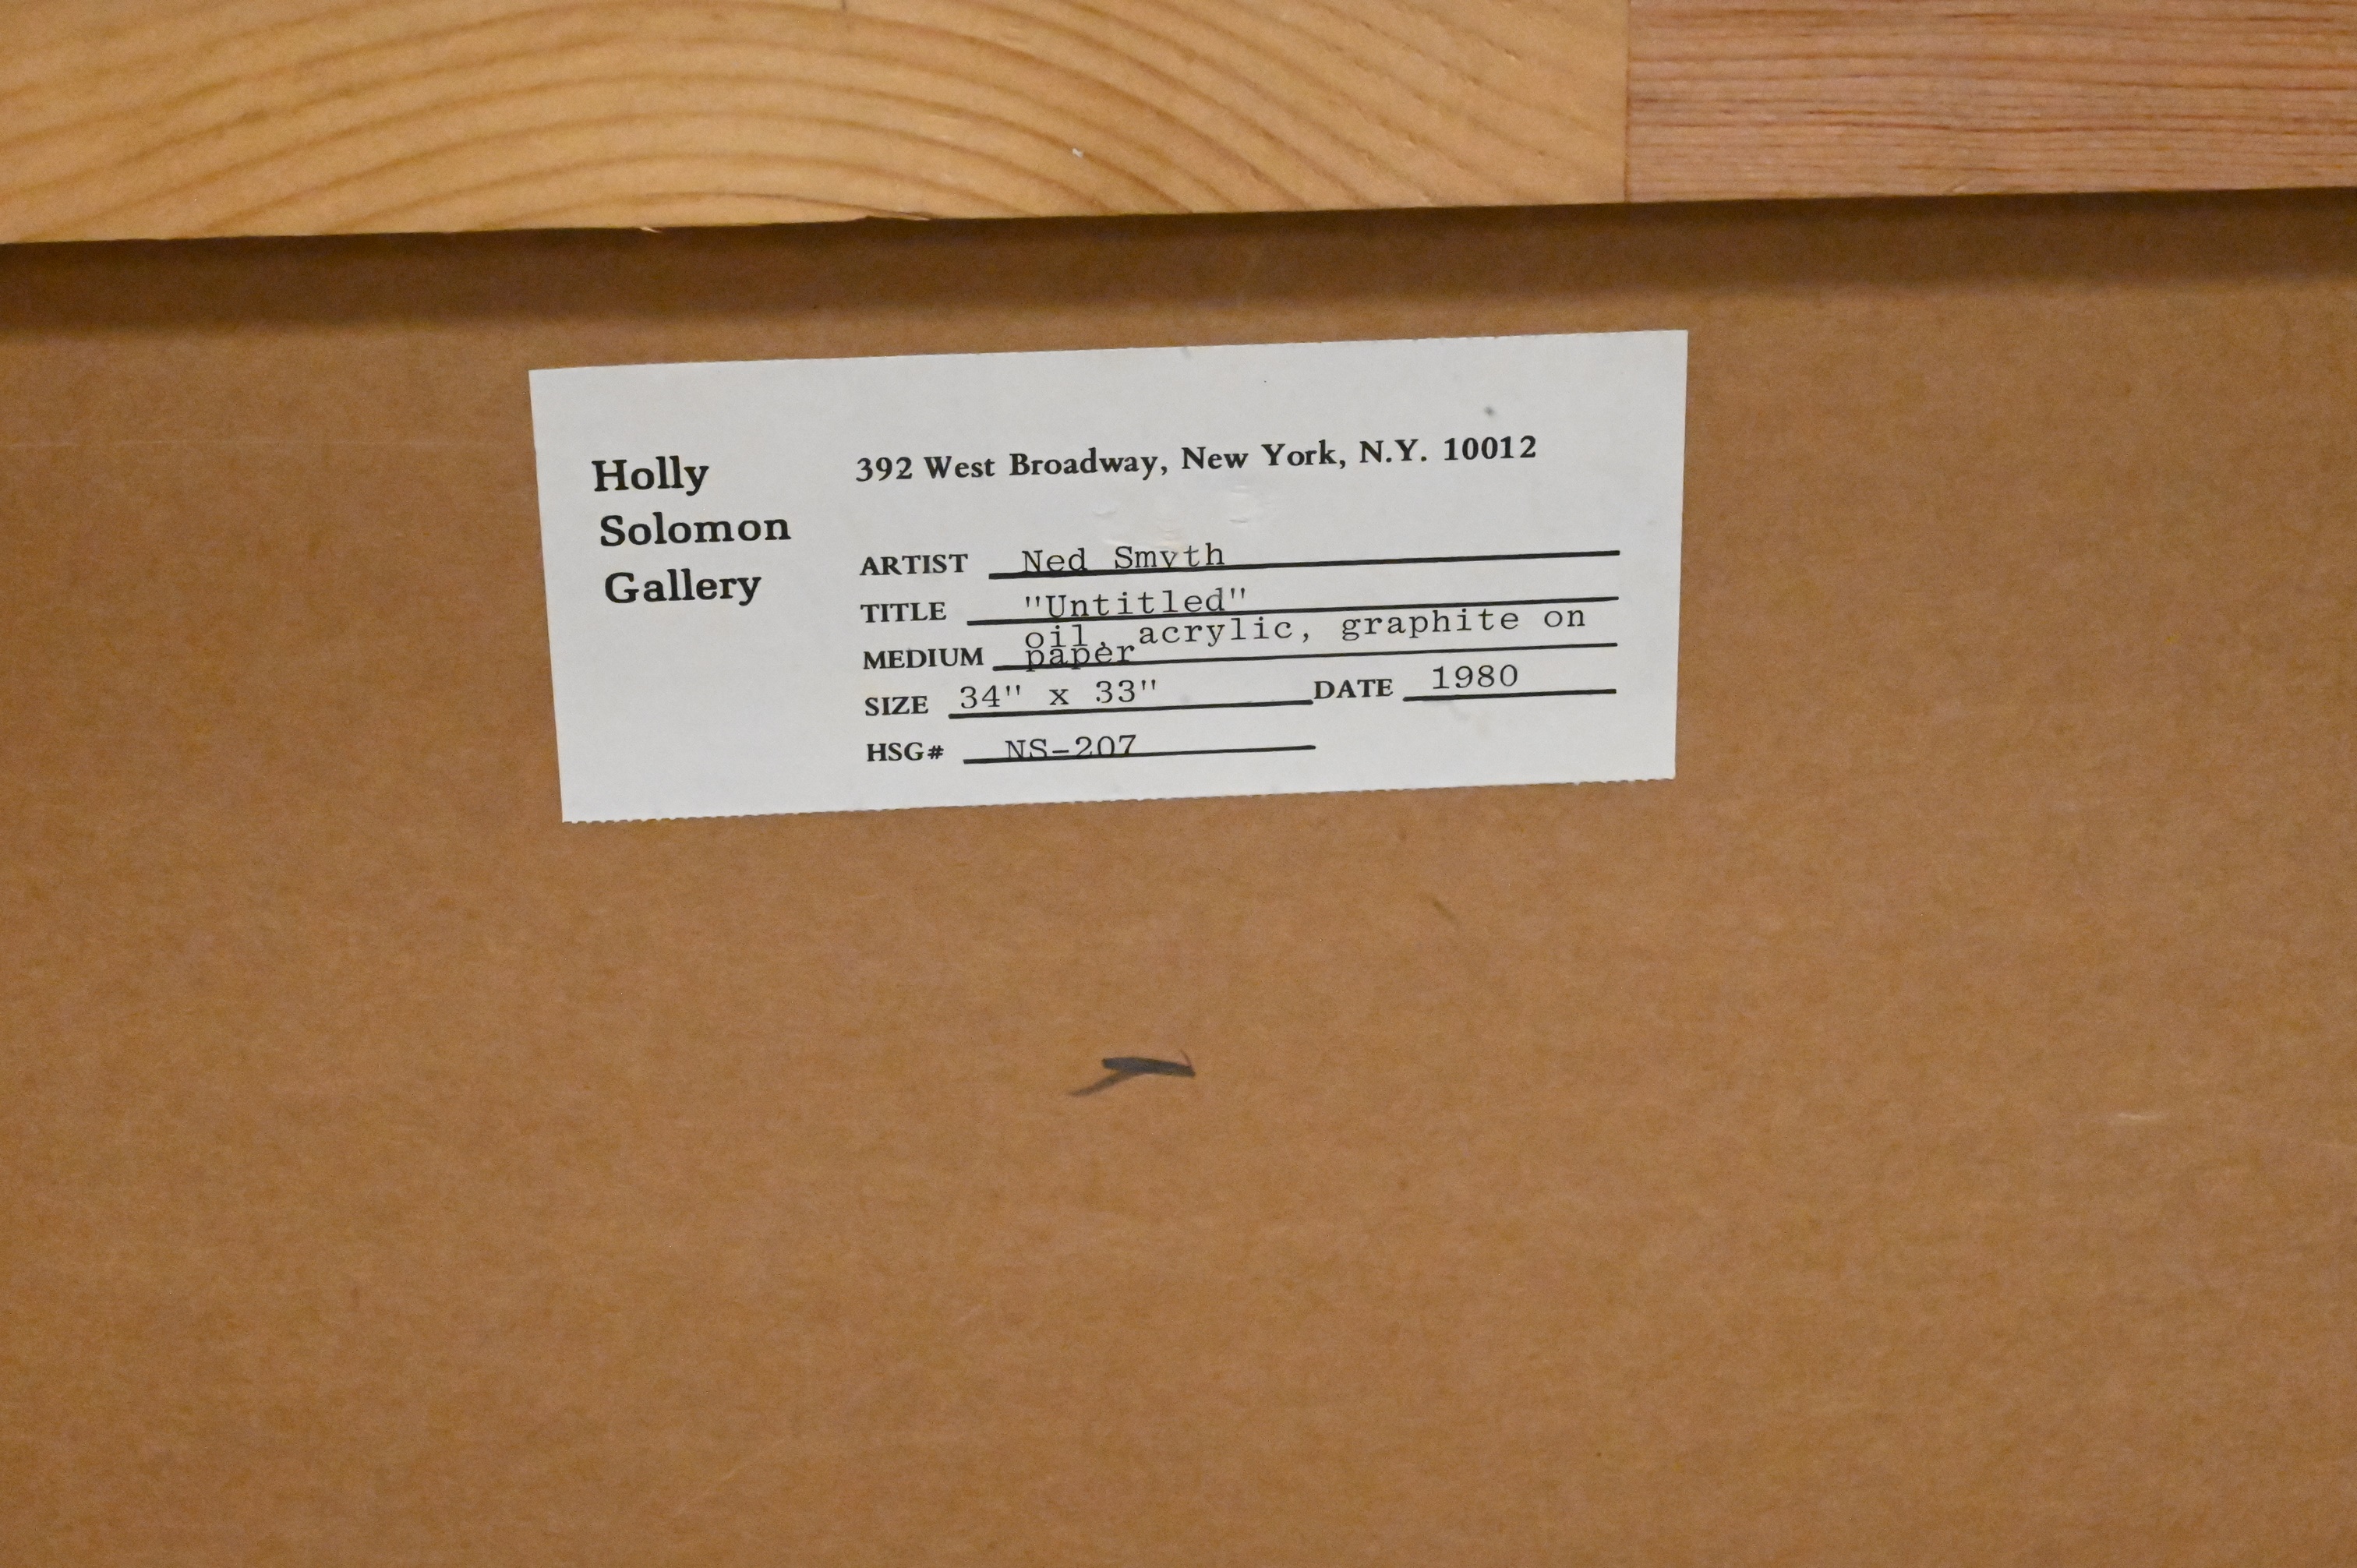 Holly
Solomon
Gallery
392 West Broadway, New York, N.Y. 10012
ARTIST Ned Smyth
TITLE "Untitled"
oil, acrylic, graphite on
MEDIUM paper
SIZE 34" x 33" DATE 1980
HSG# NS-207